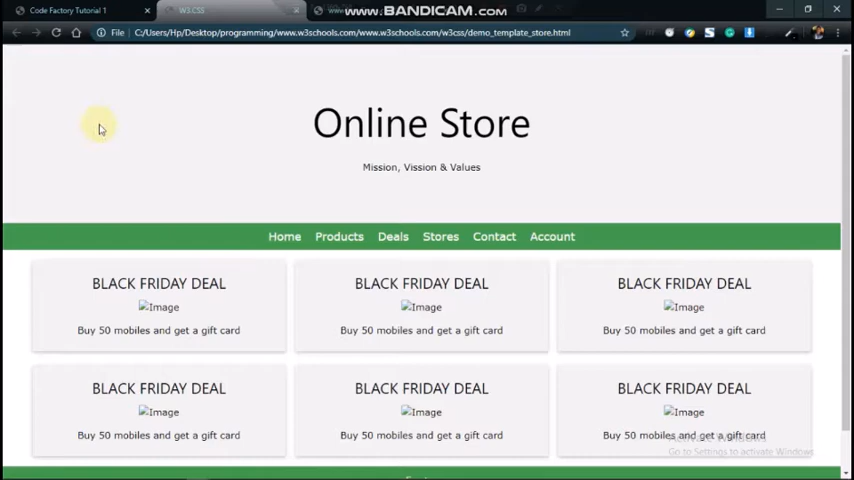 Code Factory Tutorial 1
W3.CSS
www
WWW.BANDICAM.COM
File
C:/Users/Hp/Desktop/programming/www.w3schools.com/www.w3schools.com/w3css/demo_template_store.html
Online Store
Mission, Vission & Values
Home Products Deals Stores Contact Account
BLACK FRIDAY DEAL BLACK FRIDAY DEAL BLACK FRIDAY DEAL
Image Image Image
Buy 50 mobiles and get a gift card Buy 50 mobiles and get a gift card Buy 50 mobiles and get a gift card
BLACK FRIDAY DEAL BLACK FRIDAY DEAL BLACK FRIDAY DEAL
Image Image Image
Buy 50 mobiles and get a gift card Buy 50 mobiles and get a gift card Buy 50 mobiles and get a gift card
Activate Windows
Go to Settings to activate Windows